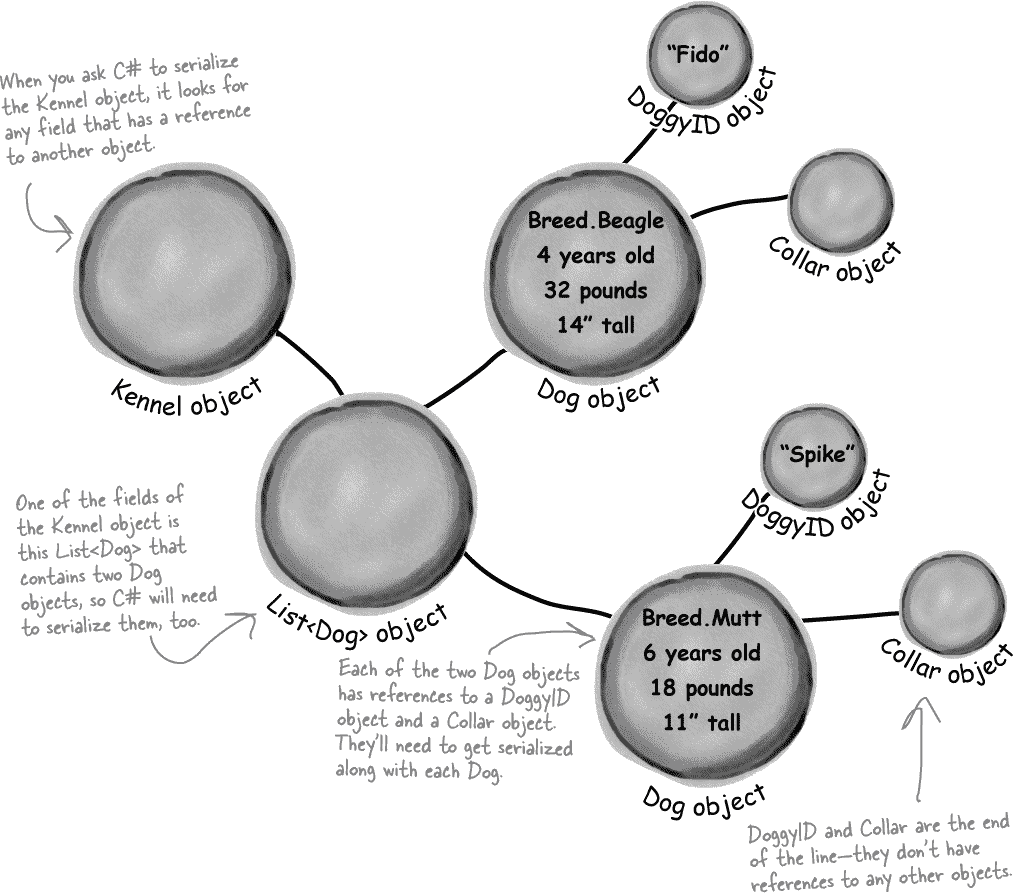 When you ask C# to serialize
the Kennel object, it looks for
any field that has a reference
to another object.
Kennel object
"Fido"
DoggyID object
Collar object
Breed.Beagle
4 years old
32 pounds
14” tall
Dog object
One of the fields of
the Kennel object is
this List<Dog> that
contains two Dog
objects, so C# will need
to serialize them, too.
List<Dog> object
“Spike”
DoggyID object
Collar object
Each of the two Dog objects
has references to a DoggyID
object and a Collar object.
They'll need to get serialized
along with each Dog.
Breed.Mutt
6 years old
18 pounds
11” tall
Dog object
DoggyID and Collar are the end
of the line—they don't have
references to any other objects.